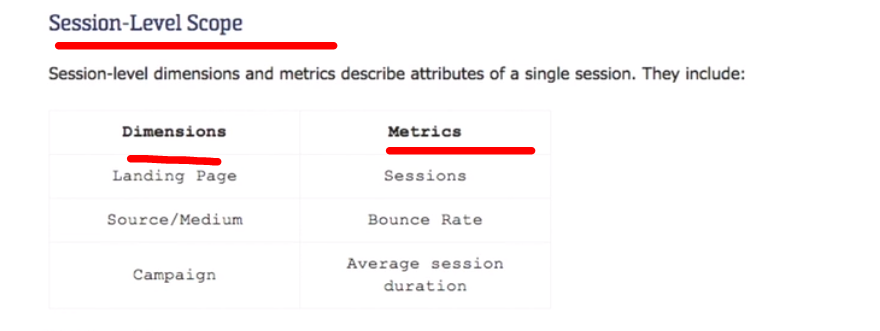 Session-Level Scope
Session-level dimensions and metrics describe attributes of a single session. They include:
Dimensions
Metrics
Landing Page
Sessions
Source/Medium
Bounce Rate
Campaign
Average session
duration